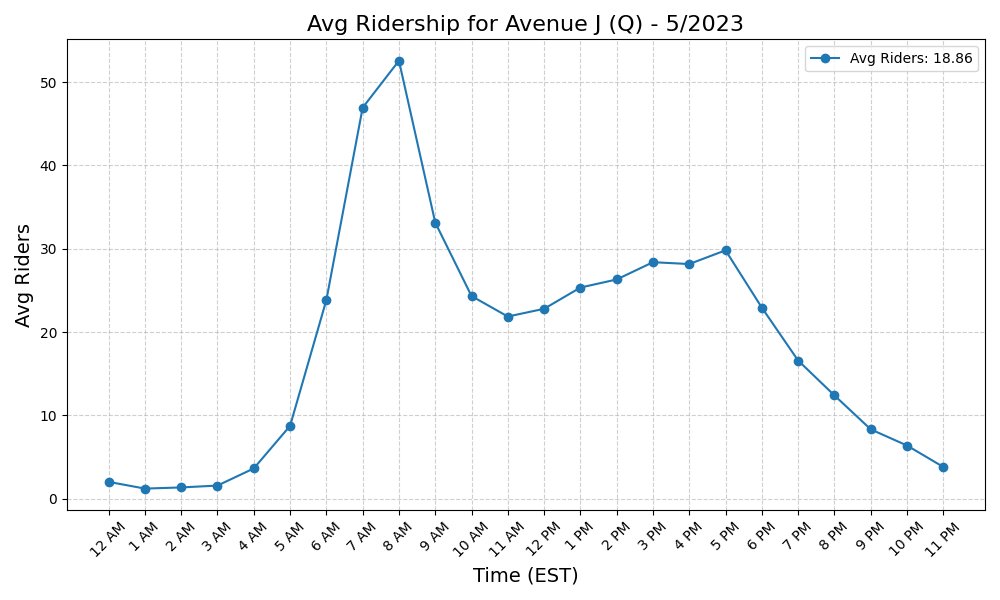 Avg Ridership for Avenue J (Q) - 5/2023
Avg Riders: 18.86
Avg Riders
50
40
30
20
10
0
12 AM 1 AM 2 AM 3 AM 4 AM 5 AM 6 AM 7 AM 8 AM 9 AM 10 AM 11 AM 12 PM 1 PM 2 PM 3 PM 4 PM 5 PM 6 PM 7 PM 8 PM 9 PM 10 PM 11 PM
Time (EST)